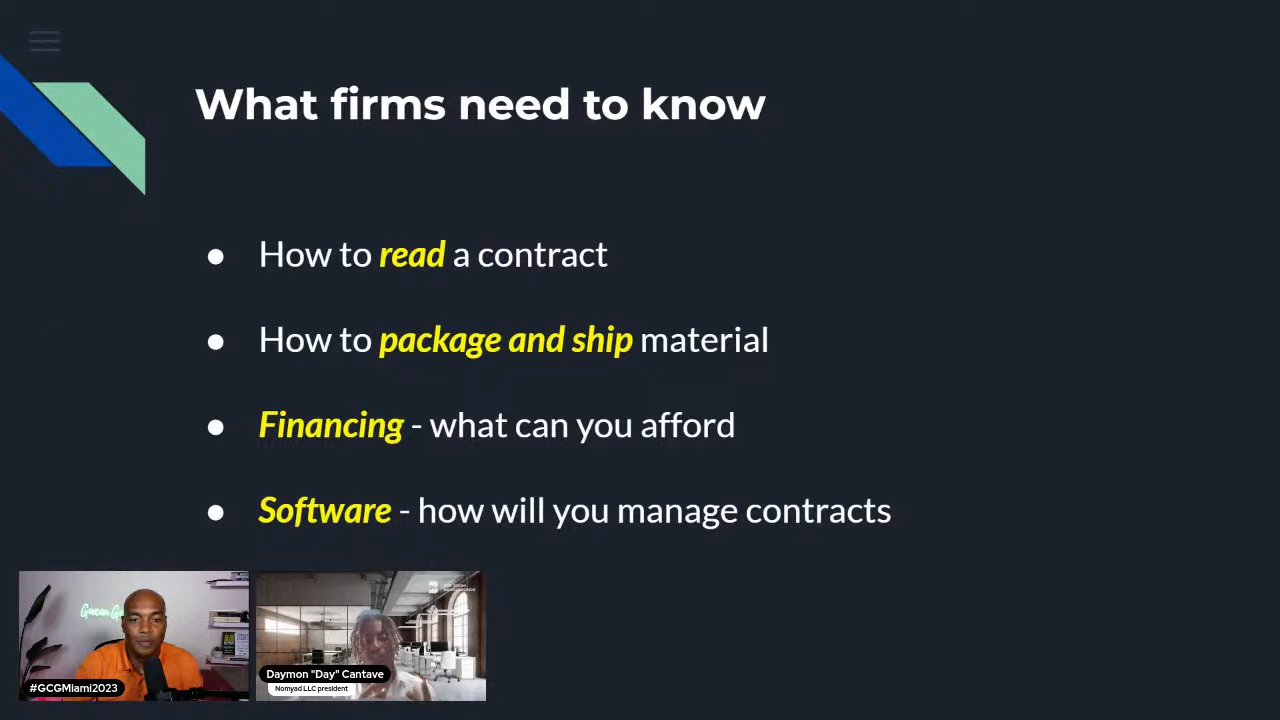 What firms need to know
● How to read a contract
● How to package and ship material
● Financing - what can you afford
● Software - how will you manage contracts
#GCGMiami2023
Daymon "Day" Cantave
Nomyad LLC president